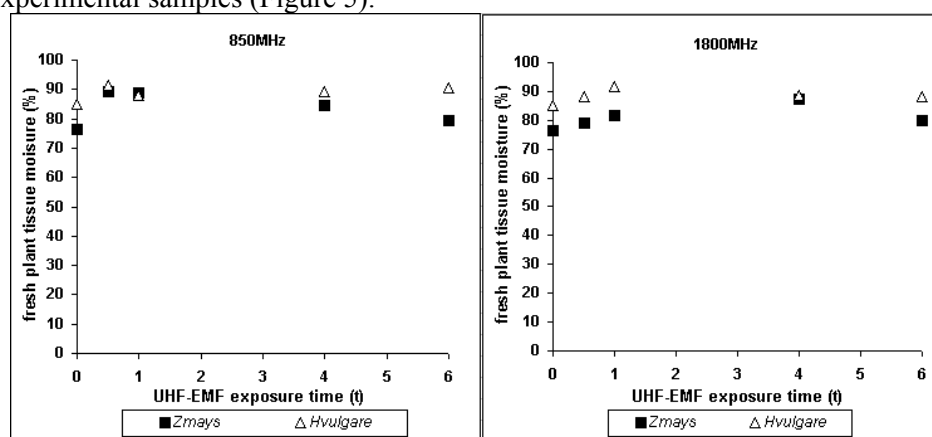 xperimental samples (Figure 5).
850MHz
fresh plant tissue moisure (%)
100
90
80
70
60
50
40
30
20
10
0
0 1 2 3 4 5 6
UHF-EMF exposure time (t)
■ Zmays △ Hvulgare
1800MHz
fresh plant tissue moisture (%)
100
90
80
70
60
50
40
30
20
10
0
0 1 2 3 4 5 6
UHF-EMF exposure time (t)
■ Zmays △ Hvulgare